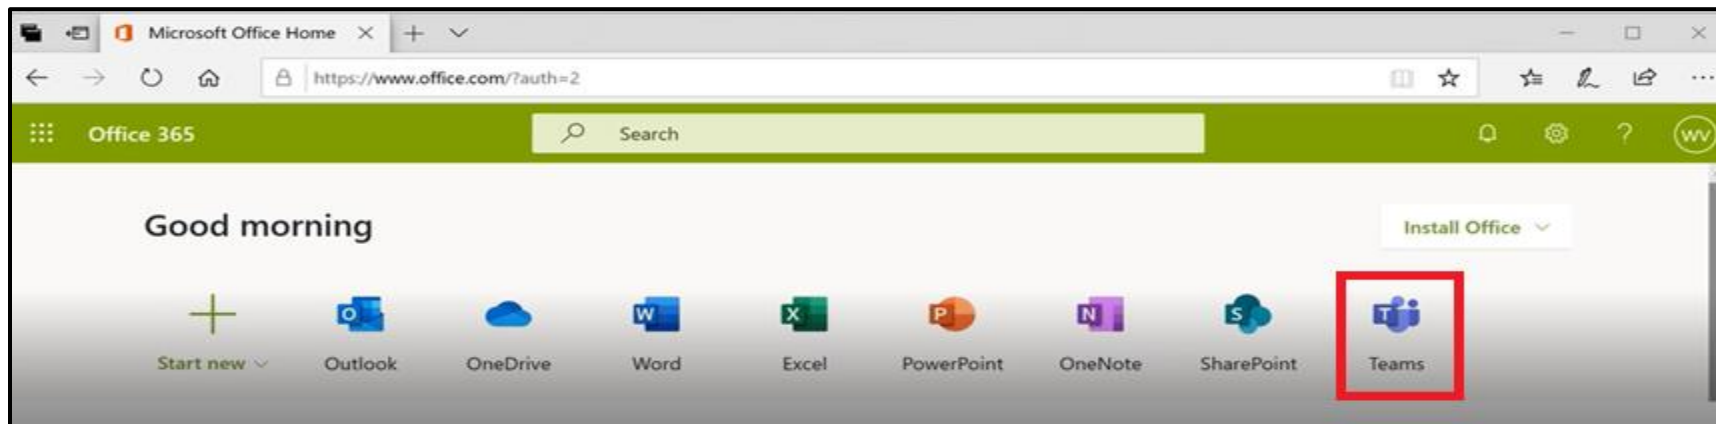 Microsoft Office Home
https://www.office.com/?auth=2
Office 365
Search
?
WV
Good morning
Install Office
O
W
X
P
N
S
T
Start new
Outlook
OneDrive
Word
Excel
PowerPoint
OneNote
SharePoint
Teams